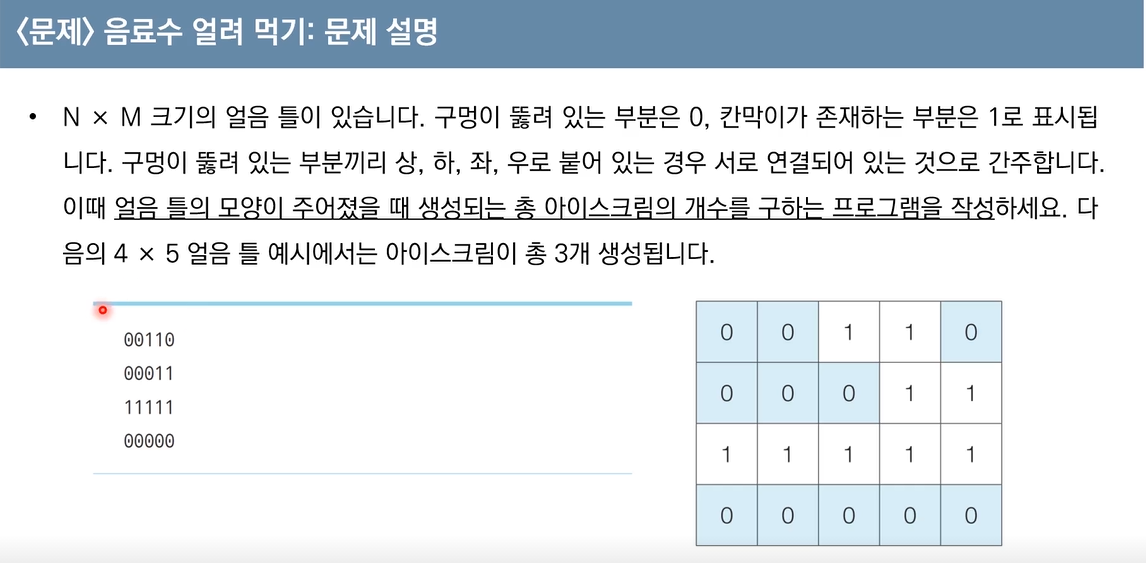 <문제> 음료수 얼려 먹기: 문제 설명
• N × M 크기의 얼음 틀이 있습니다. 구멍이 뚫려 있는 부분은 0, 칸막이가 존재하는 부분은 1로 표시됩
니다. 구멍이 뚫려 있는 부분끼리 상, 하, 좌, 우로 붙어 있는 경우 서로 연결되어 있는 것으로 간주합니다.
이때 얼음 틀의 모양이 주어졌을 때 생성되는 총 아이스크림의 개수를 구하는 프로그램을 작성하세요. 다
음의 4 × 5 얼음 틀 예시에서는 아이스크림이 총 3개 생성됩니다.
00110
00011
11111
00000
0 0 1 1 0
0 0 0 1 1
1 1 1 1 1
0 0 0 0 0